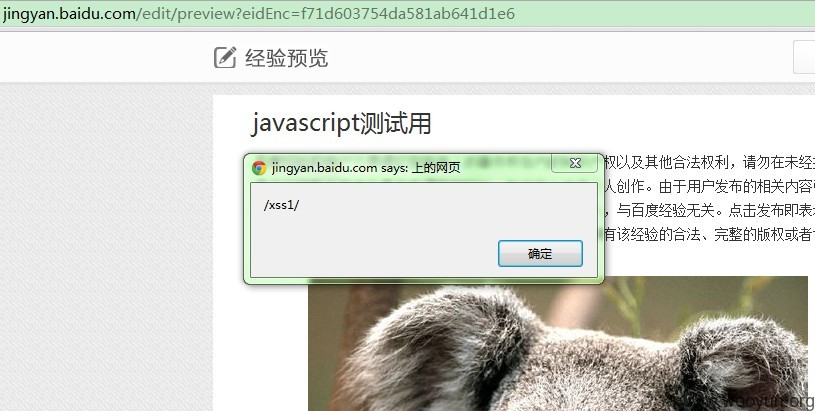 jingyan.baidu.com/edit/preview?eidEnc=f71d603754da581ab641d1e6
经验预览
javascript测试用
jingyan.baidu.com says: 上的网页
/xss1/
确定
权以及其他合法权利，请勿在未经
人创作。由于用户发布的相关内容
，与百度经验无关。点击发布即表
有该经验的合法、完整的版权或者